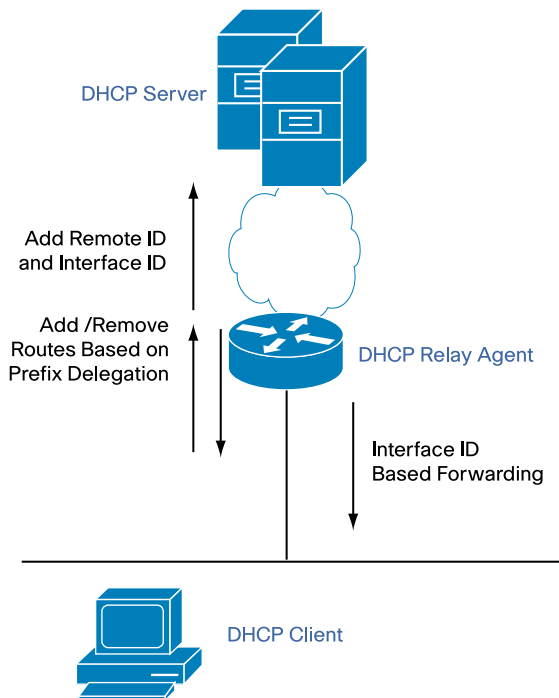 DHCP Server
Add Remote ID
and Interface ID
Add /Remove
Routes Based on
Prefix Delegation
DHCP Relay Agent
Interface ID
Based Forwarding
DHCP Client